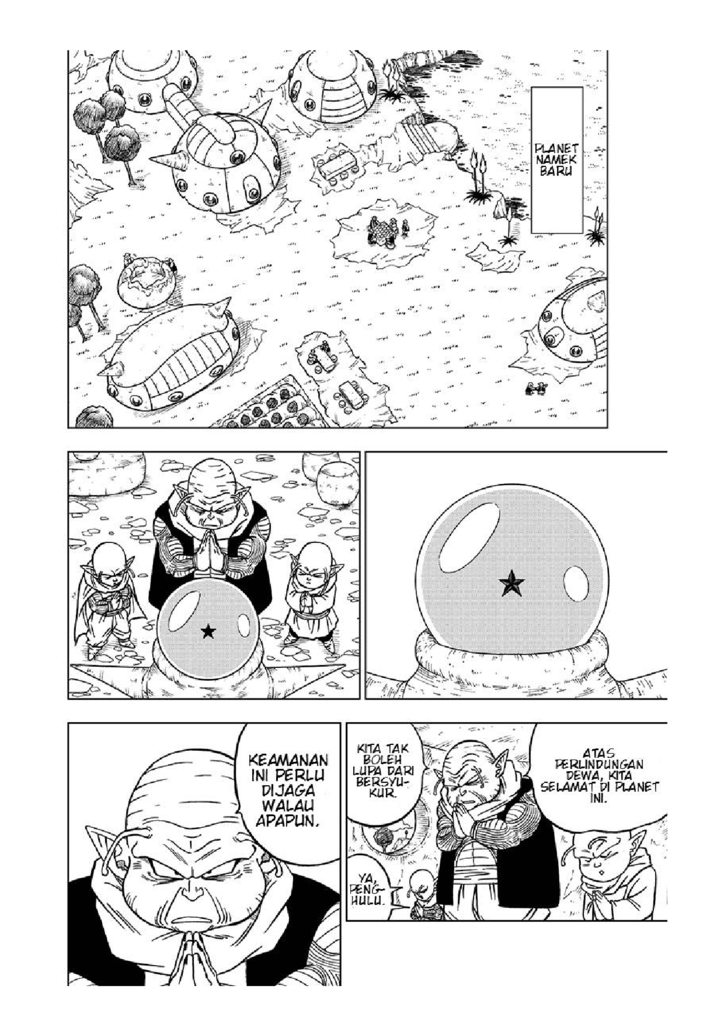 PLANET
NAMEK
BARU
ATAS
PERLINDUNGAN
DEWA, KITA
SELAMAT DI PLANET
INI.
KITA TAK
BOLEH
LUPA DARI
BERSYU-
KUR.
YA,
PENG-
HULU.
KEAMANAN
INI PERLU
DIJAGA
WALAU
APAPUN.